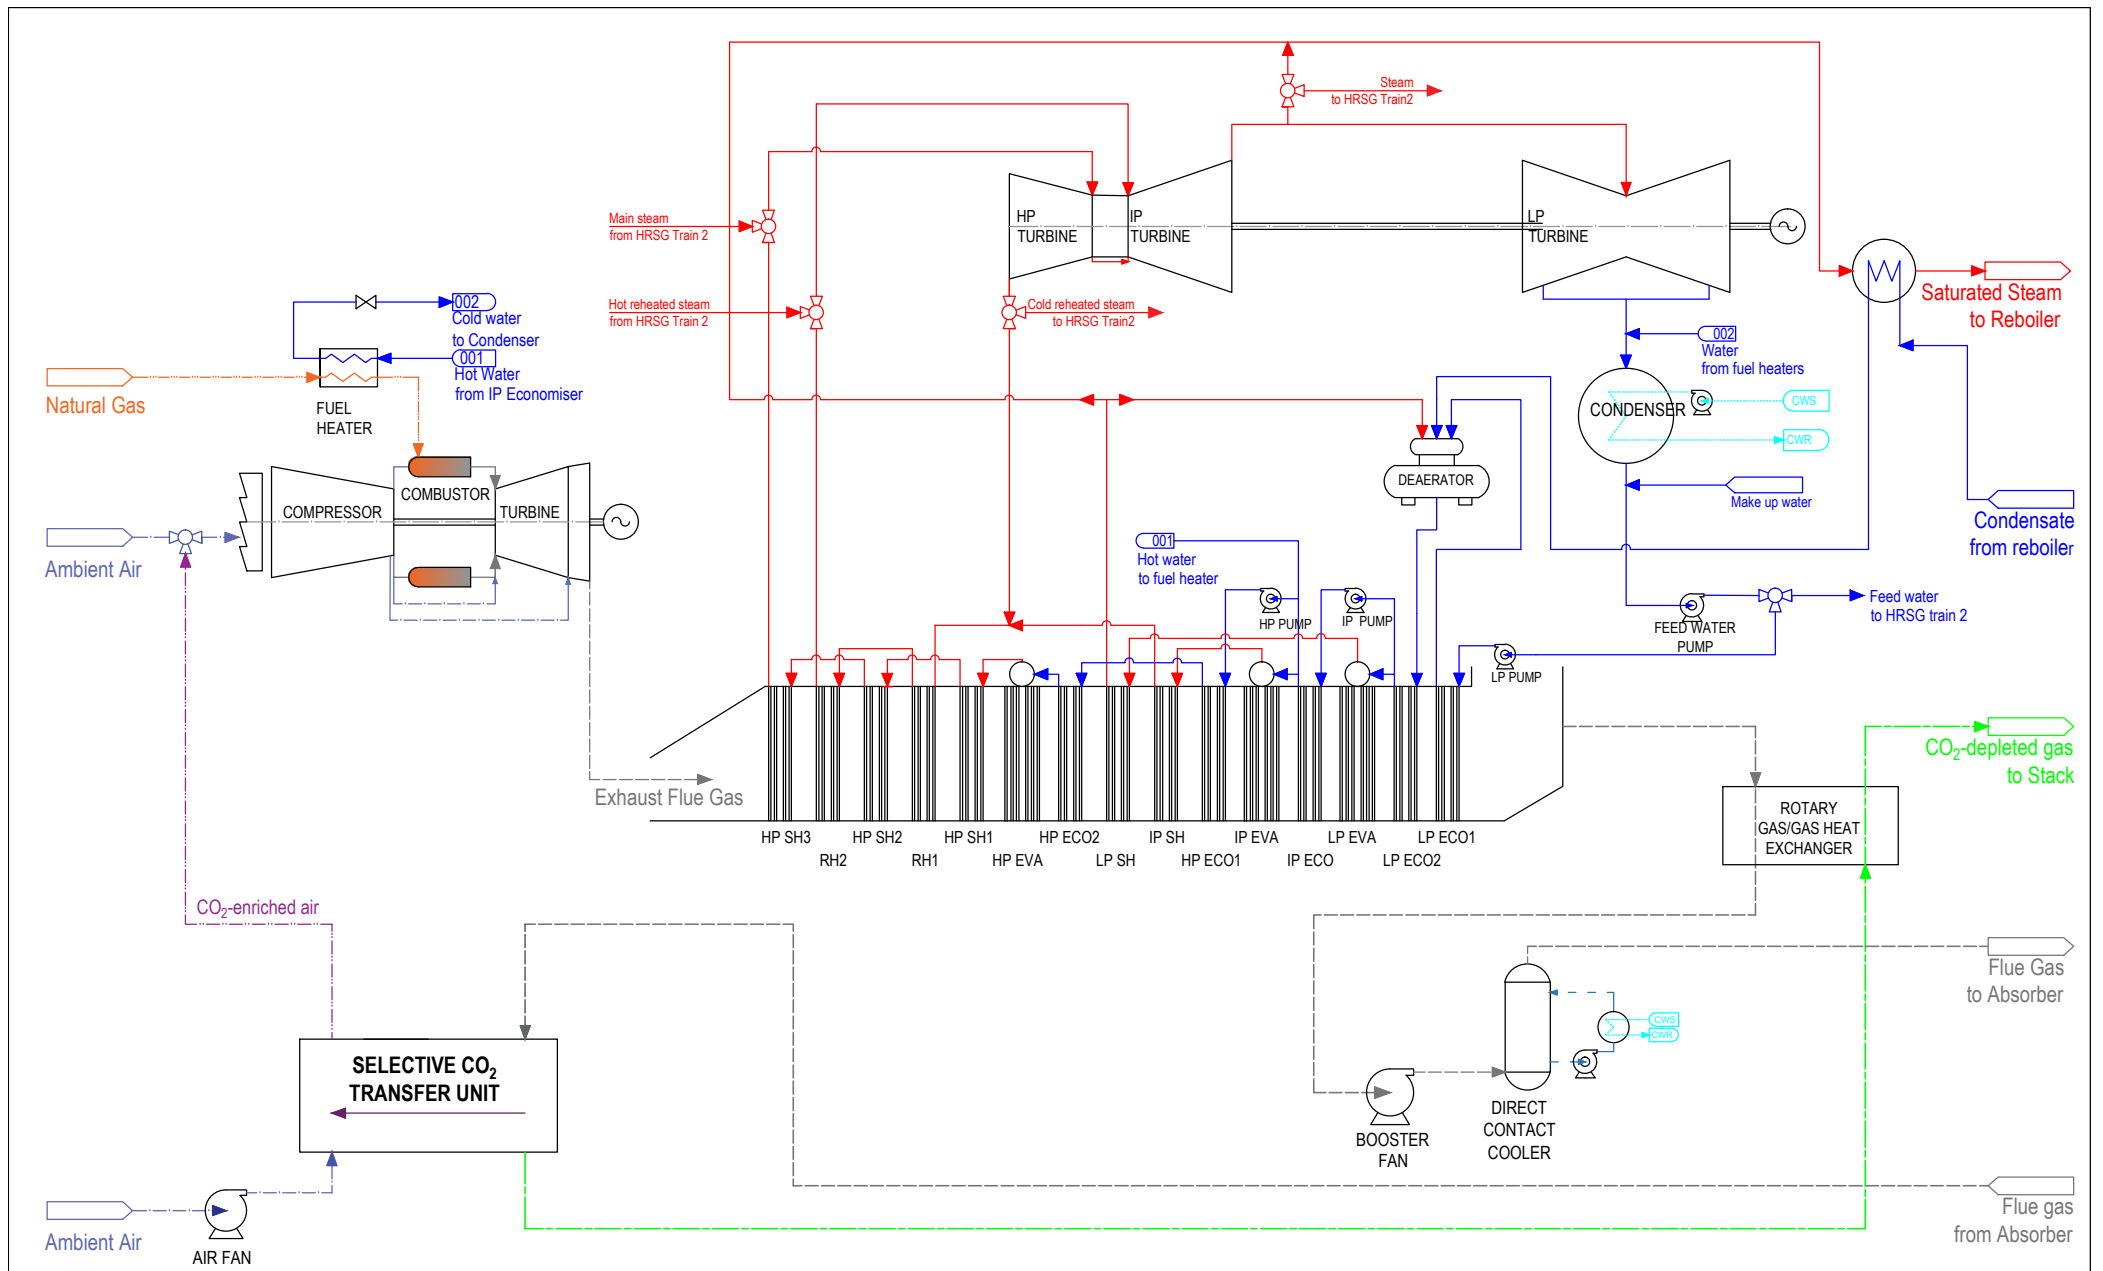 Steam
to HRSG Train2
Main steam
from HRSG Train 2
HP
TURBINE
IP
TURBINE
LP
TURBINE
Hot reheated steam
from HRSG Train 2
Cold reheated steam
to HRSG Train2
Saturated Steam
to Reboiler
002
Cold water
to Condenser
001
Hot Water
from IP Economiser
Natural Gas
FUEL
HEATER
002
Water
from fuel heaters
CONDENSER
CWS
CWR
DEAERATOR
Make up water
Condensate
from reboiler
COMBUSTOR
COMPRESSOR
TURBINE
Ambient Air
001
Hot water
to fuel heater
HP PUMP
IP PUMP
FEED WATER
PUMP
Feed water
to HRSG train 2
LP PUMP
Exhaust Flue Gas
HP SH3
RH2
HP SH2
RH1
HP SH1
HP EVA
HP ECO2
LP SH
IP SH
HP ECO1
IP EVA
IP ECO
LP EVA
LP ECO2
LP ECO1
CO2-depleted gas
to Stack
ROTARY
GAS/GAS HEAT
EXCHANGER
CO2-enriched air
Flue Gas
to Absorber
CWS
CWR
SELECTIVE CO2
TRANSFER UNIT
BOOSTER
FAN
DIRECT
CONTACT
COOLER
Flue gas
from Absorber
Ambient Air
AIR FAN